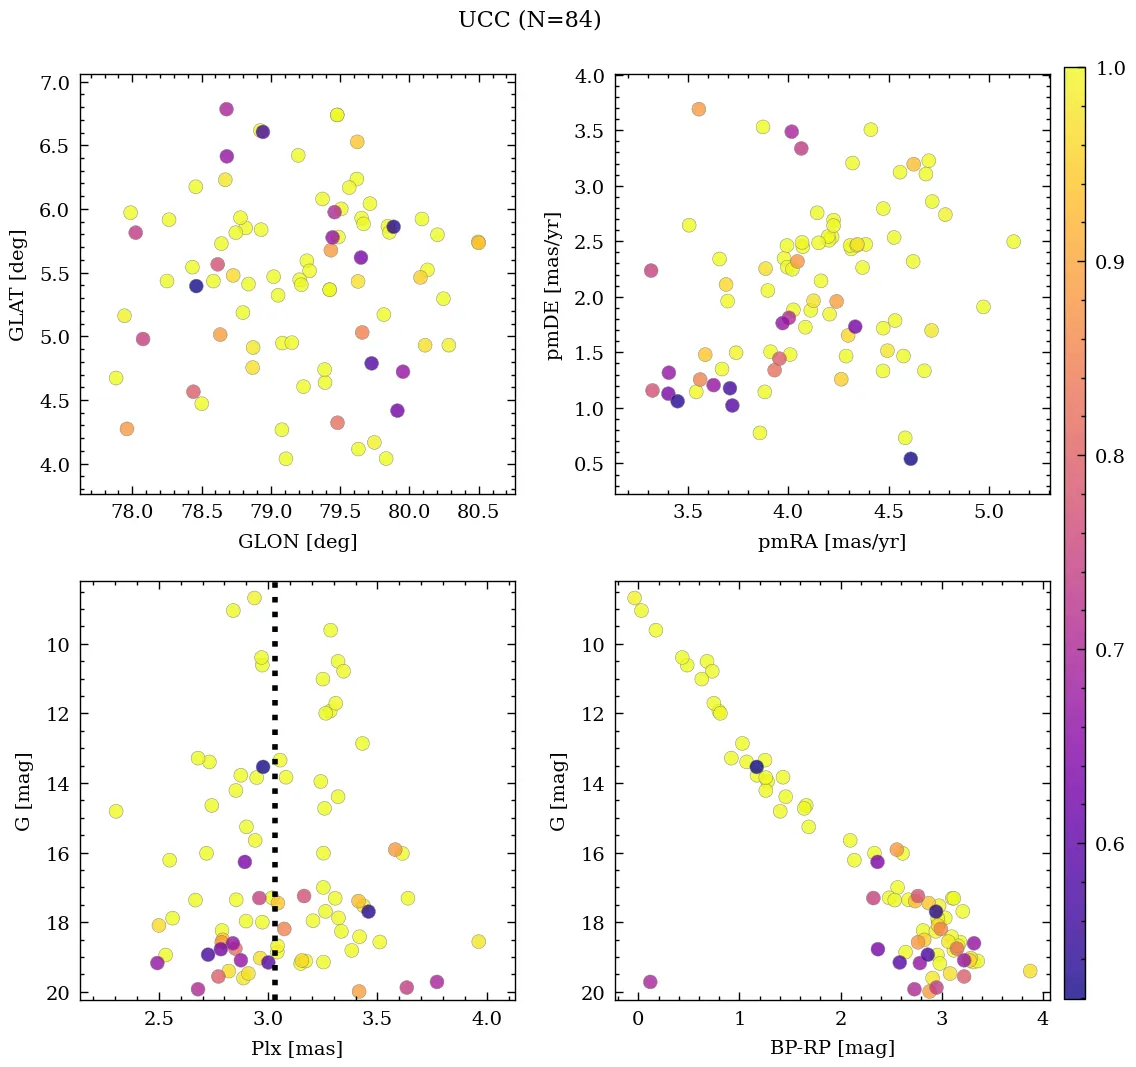 UCC (N=84)
7.0
6.5
6.0
5.5
5.0
4.5
4.0
GLAT [deg]
78.0 78.5 79.0 79.5 80.0 80.5
GLON [deg]
4.0
3.5
3.0
2.5
2.0
1.5
1.0
0.5
pmDE [mas/yr]
3.5 4.0 4.5 5.0
pmRA [mas/yr]
10
12
14
16
18
20
G [mag]
2.5 3.0 3.5 4.0
Plx [mas]
10
12
14
16
18
20
G [mag]
0 1 2 3 4
BP-RP [mag]
1.0
0.9
0.8
0.7
0.6